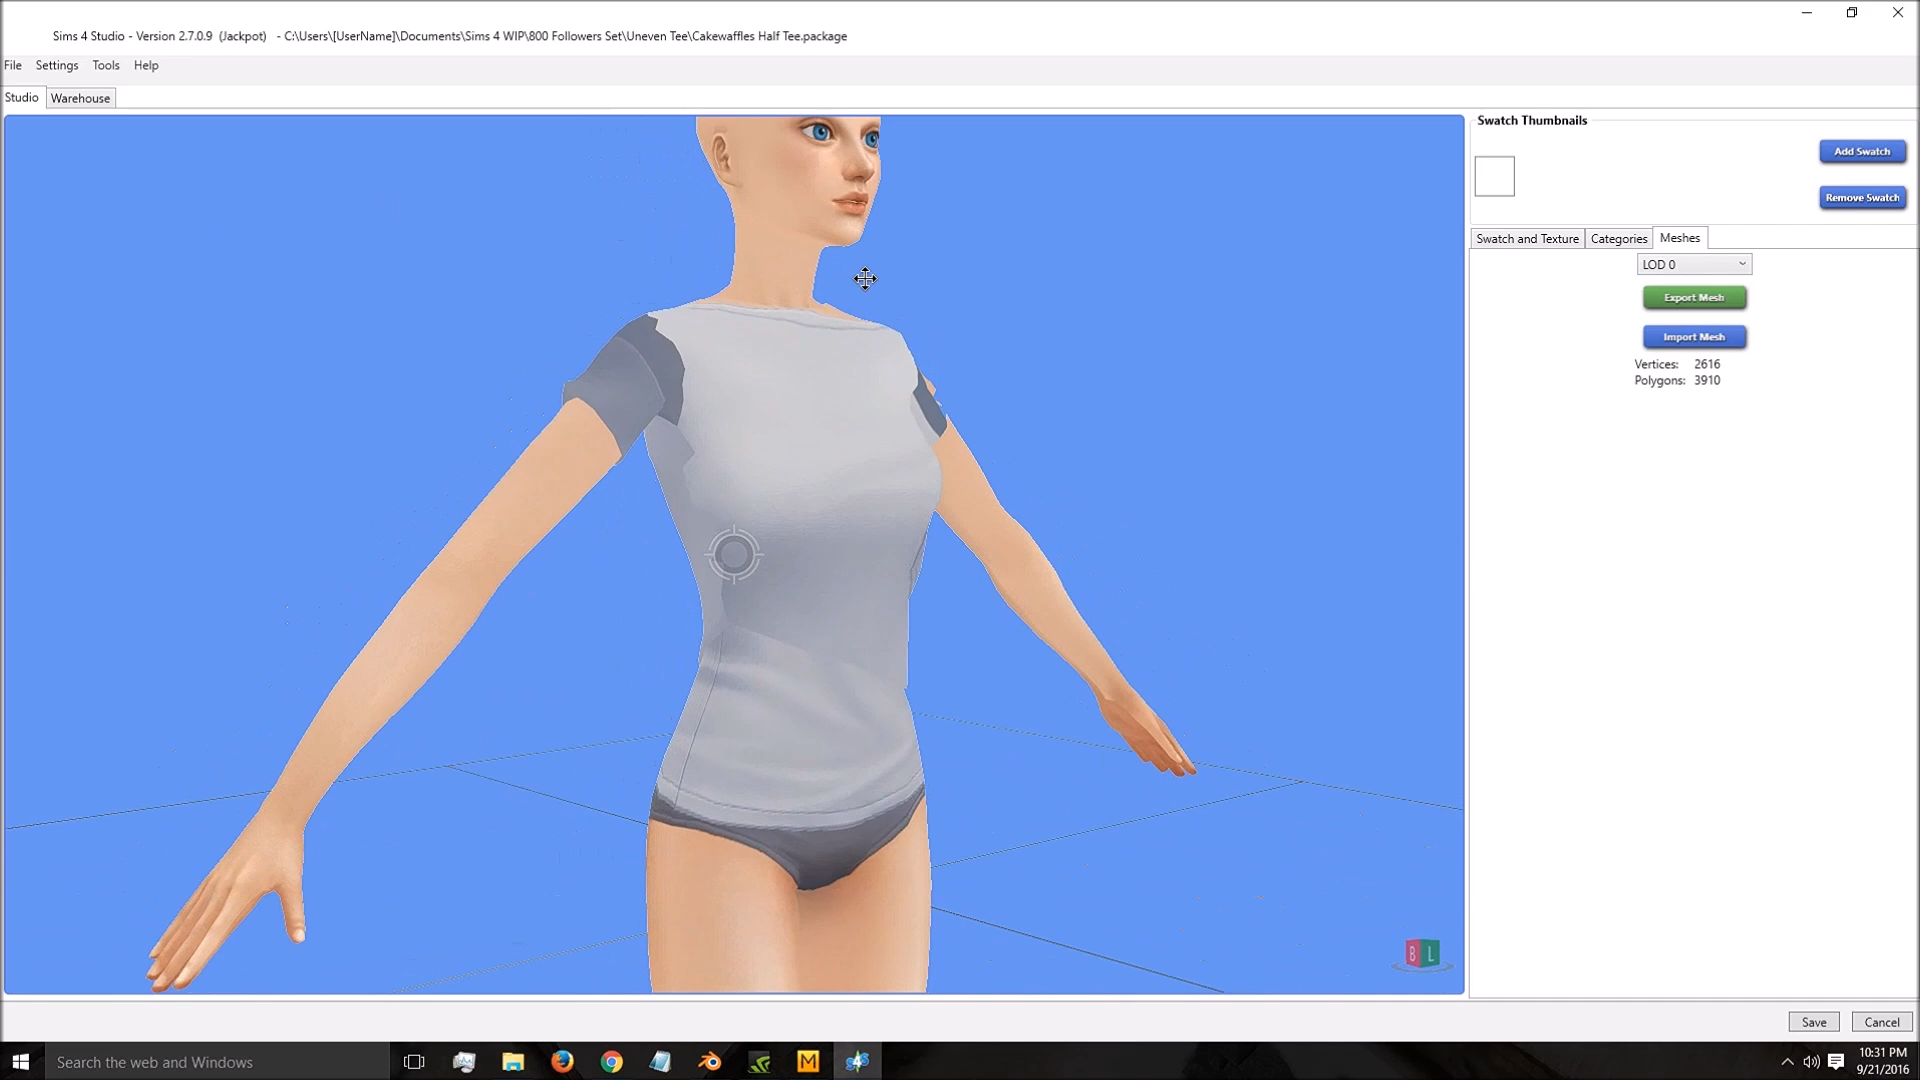 Sims 4 Studio - Version 2.7.0.9 (Jackpot) - C:\Users\[UserName]\Documents\Sims 4 WIP\800 Followers Set\Uneven Tee\Cakewaffles Half Tee.package
File Settings Tools Help
Studio Warehouse
Swatch Thumbnails
Add Swatch
Remove Swatch
Swatch and Texture Categories Meshes
LOD 0
Export Mesh
Import Mesh
Vertices: 2616
Polygons: 3910
B L
Save Cancel
Search the web and Windows
M
10:31 PM
9/21/2016